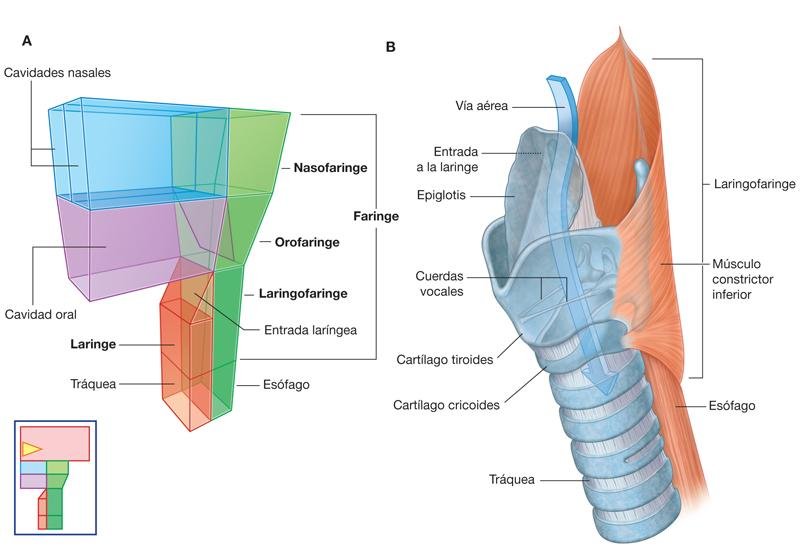 A
Cavidades nasales
Nasofaringe
Faringe
Orofaringe
Laringofaringe
Cavidad oral
Entrada laríngea
Laringe
Tráquea
Esófago
B
Vía aérea
Entrada
a la laringe
Epiglotis
Laringofaringe
Cuerdas
vocales
Músculo
constrictor
inferior
Cartílago tiroides
Cartílago cricoides
Esófago
Tráquea